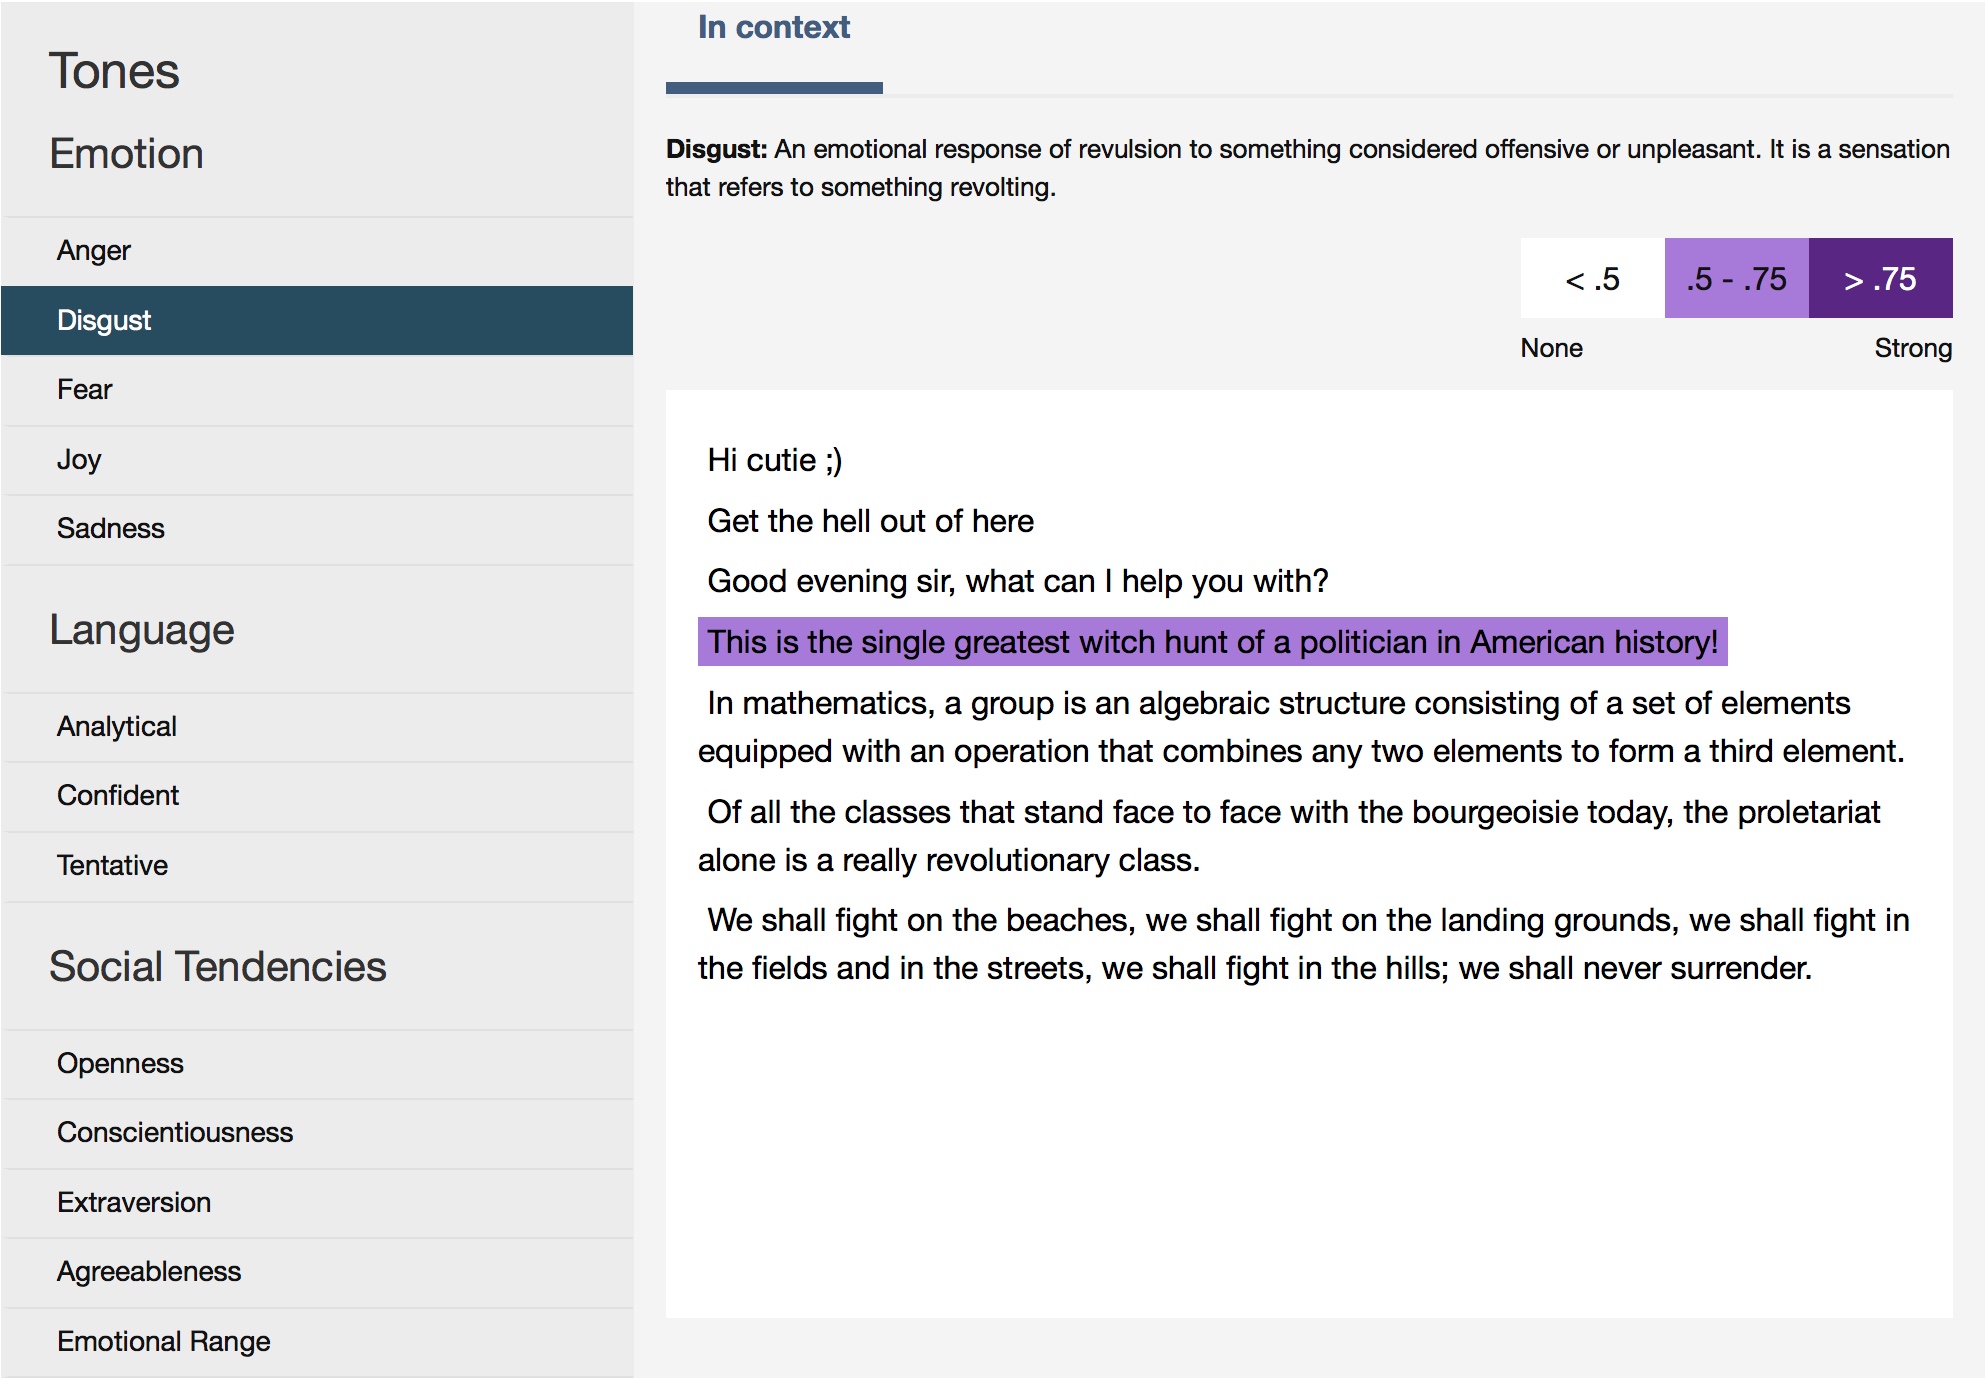 Tones
Emotion
Anger
Disgust
Fear
Joy
Sadness
Language
Analytical
Confident
Tentative
Social Tendencies
Openness
Conscientiousness
Extraversion
Agreeableness
Emotional Range
In context
Disgust: An emotional response of revulsion to something considered offensive or unpleasant. It is a sensation
that refers to something revolting.
< .5
.5 - .75
> .75
None
Strong
Hi cutie ;)
Get the hell out of here
Good evening sir, what can I help you with?
This is the single greatest witch hunt of a politician in American history!
In mathematics, a group is an algebraic structure consisting of a set of elements
equipped with an operation that combines any two elements to form a third element.
Of all the classes that stand face to face with the bourgeoisie today, the proletariat
alone is a really revolutionary class.
We shall fight on the beaches, we shall fight on the landing grounds, we shall fight in
the fields and in the streets, we shall fight in the hills; we shall never surrender.